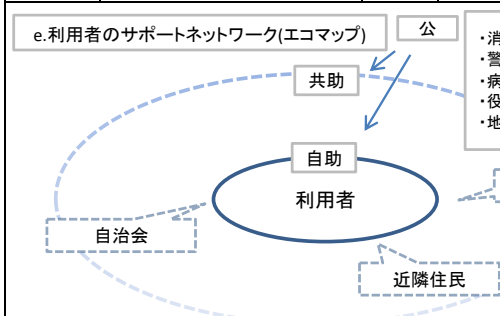 e.利用者のサポートネットワーク(エコマップ)
公
・消
・警
・病
・役
・地
共助
自助
利用者
自治会
近隣住民